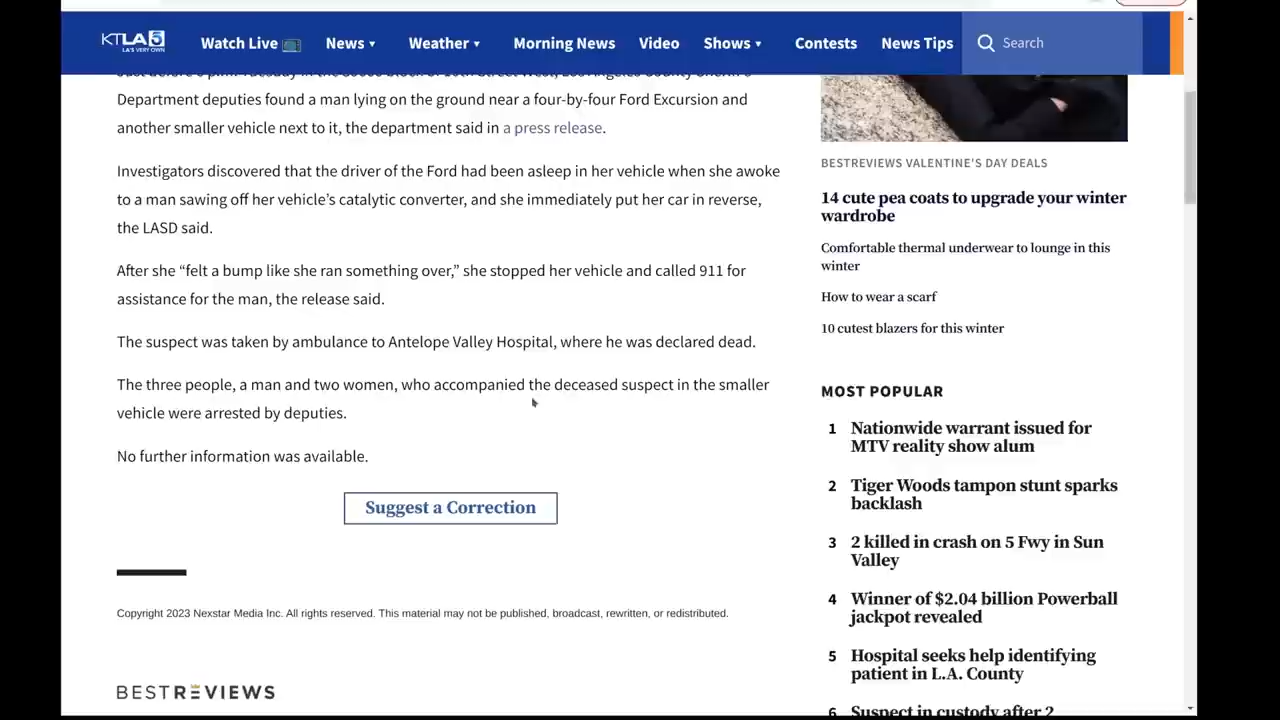 KTLA 5
LA'S VERY OWN
Watch Live
News
Weather
Morning News
Video
Shows
Contests
News Tips
Search
Department deputies found a man lying on the ground near a four-by-four Ford Excursion and
another smaller vehicle next to it, the department said in a press release.
Investigators discovered that the driver of the Ford had been asleep in her vehicle when she awoke
to a man sawing off her vehicle's catalytic converter, and she immediately put her car in reverse,
the LASD said.
After she “felt a bump like she ran something over,” she stopped her vehicle and called 911 for
assistance for the man, the release said.
The suspect was taken by ambulance to Antelope Valley Hospital, where he was declared dead.
The three people, a man and two women, who accompanied the deceased suspect in the smaller
vehicle were arrested by deputies.
No further information was available.
Suggest a Correction
Copyright 2023 Nexstar Media Inc. All rights reserved. This material may not be published, broadcast, rewritten, or redistributed.
BESTREVIEWS
BESTREVIEWS VALENTINE'S DAY DEALS
14 cute pea coats to upgrade your winter
wardrobe
Comfortable thermal underwear to lounge in this
winter
How to wear a scarf
10 cutest blazers for this winter
MOST POPULAR
1 Nationwide warrant issued for
MTV reality show alum
2 Tiger Woods tampon stunt sparks
backlash
3 2 killed in crash on 5 Fwy in Sun
Valley
4 Winner of $2.04 billion Powerball
jackpot revealed
5 Hospital seeks help identifying
patient in L.A. County
6 Suspect in custody after 2